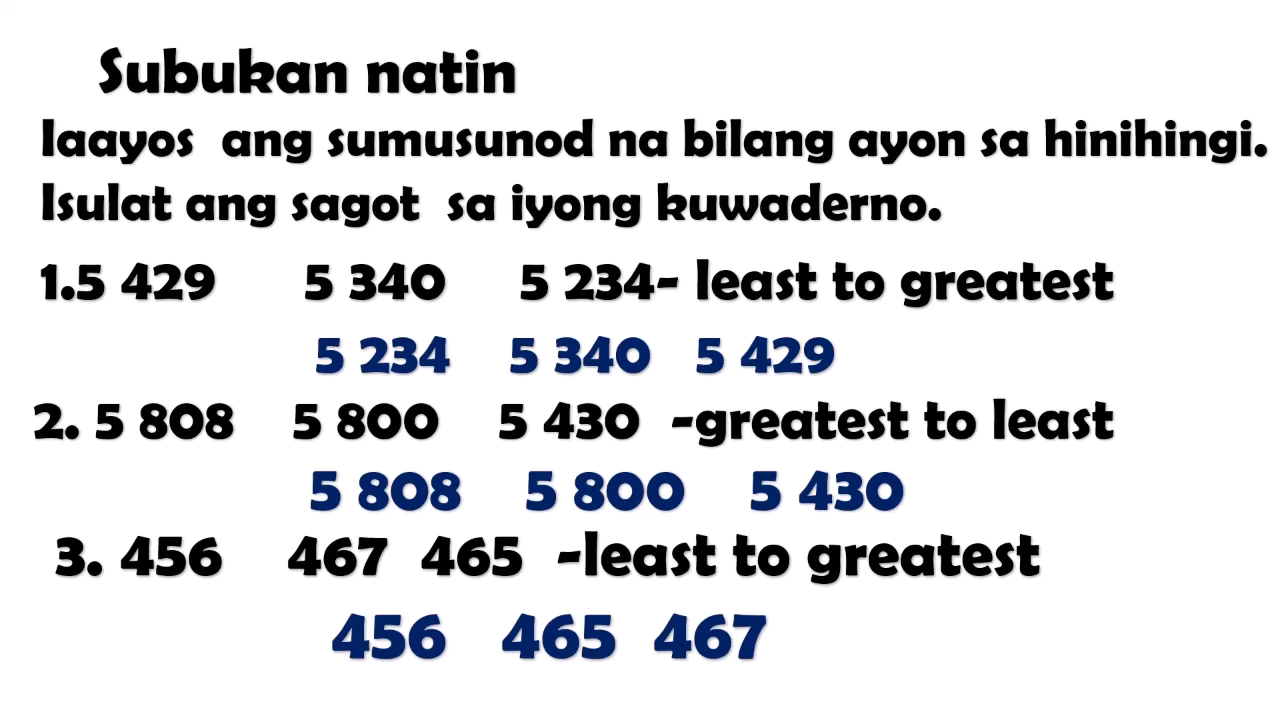 Subukan natin
Iaayos ang sumusunod na bilang ayon sa hinihingi.
Isulat ang sagot sa iyong kuwaderno.
1.5 429 5 340 5 234- least to greatest
5 234 5 340 5 429
2. 5 808 5 800 5 430 -greatest to least
5 808 5 800 5 430
3. 456 467 465 -least to greatest
456 465 467